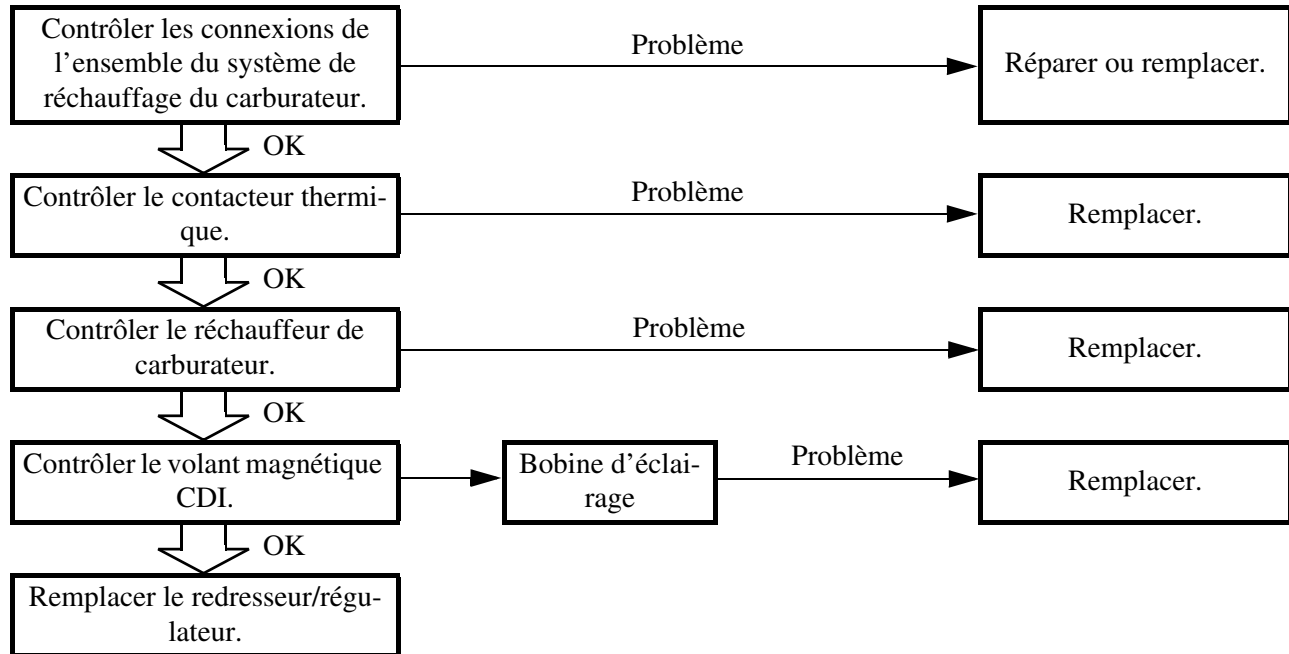 Contrôler les connexions de
l'ensemble du système de
réchauffage du carburateur.
Problème
Réparer ou remplacer.
OK
Contrôler le contacteur thermi-
que.
Problème
Remplacer.
OK
Contrôler le réchauffeur de
carburateur.
Problème
Remplacer.
OK
Contrôler le volant magnétique
CDI.
Bobine d'éclai-
rage
Problème
Remplacer.
OK
Remplacer le redresseur/régu-
lateur.